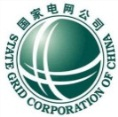 国家电网公司
STATE GRID CORPORATION OF CHINA